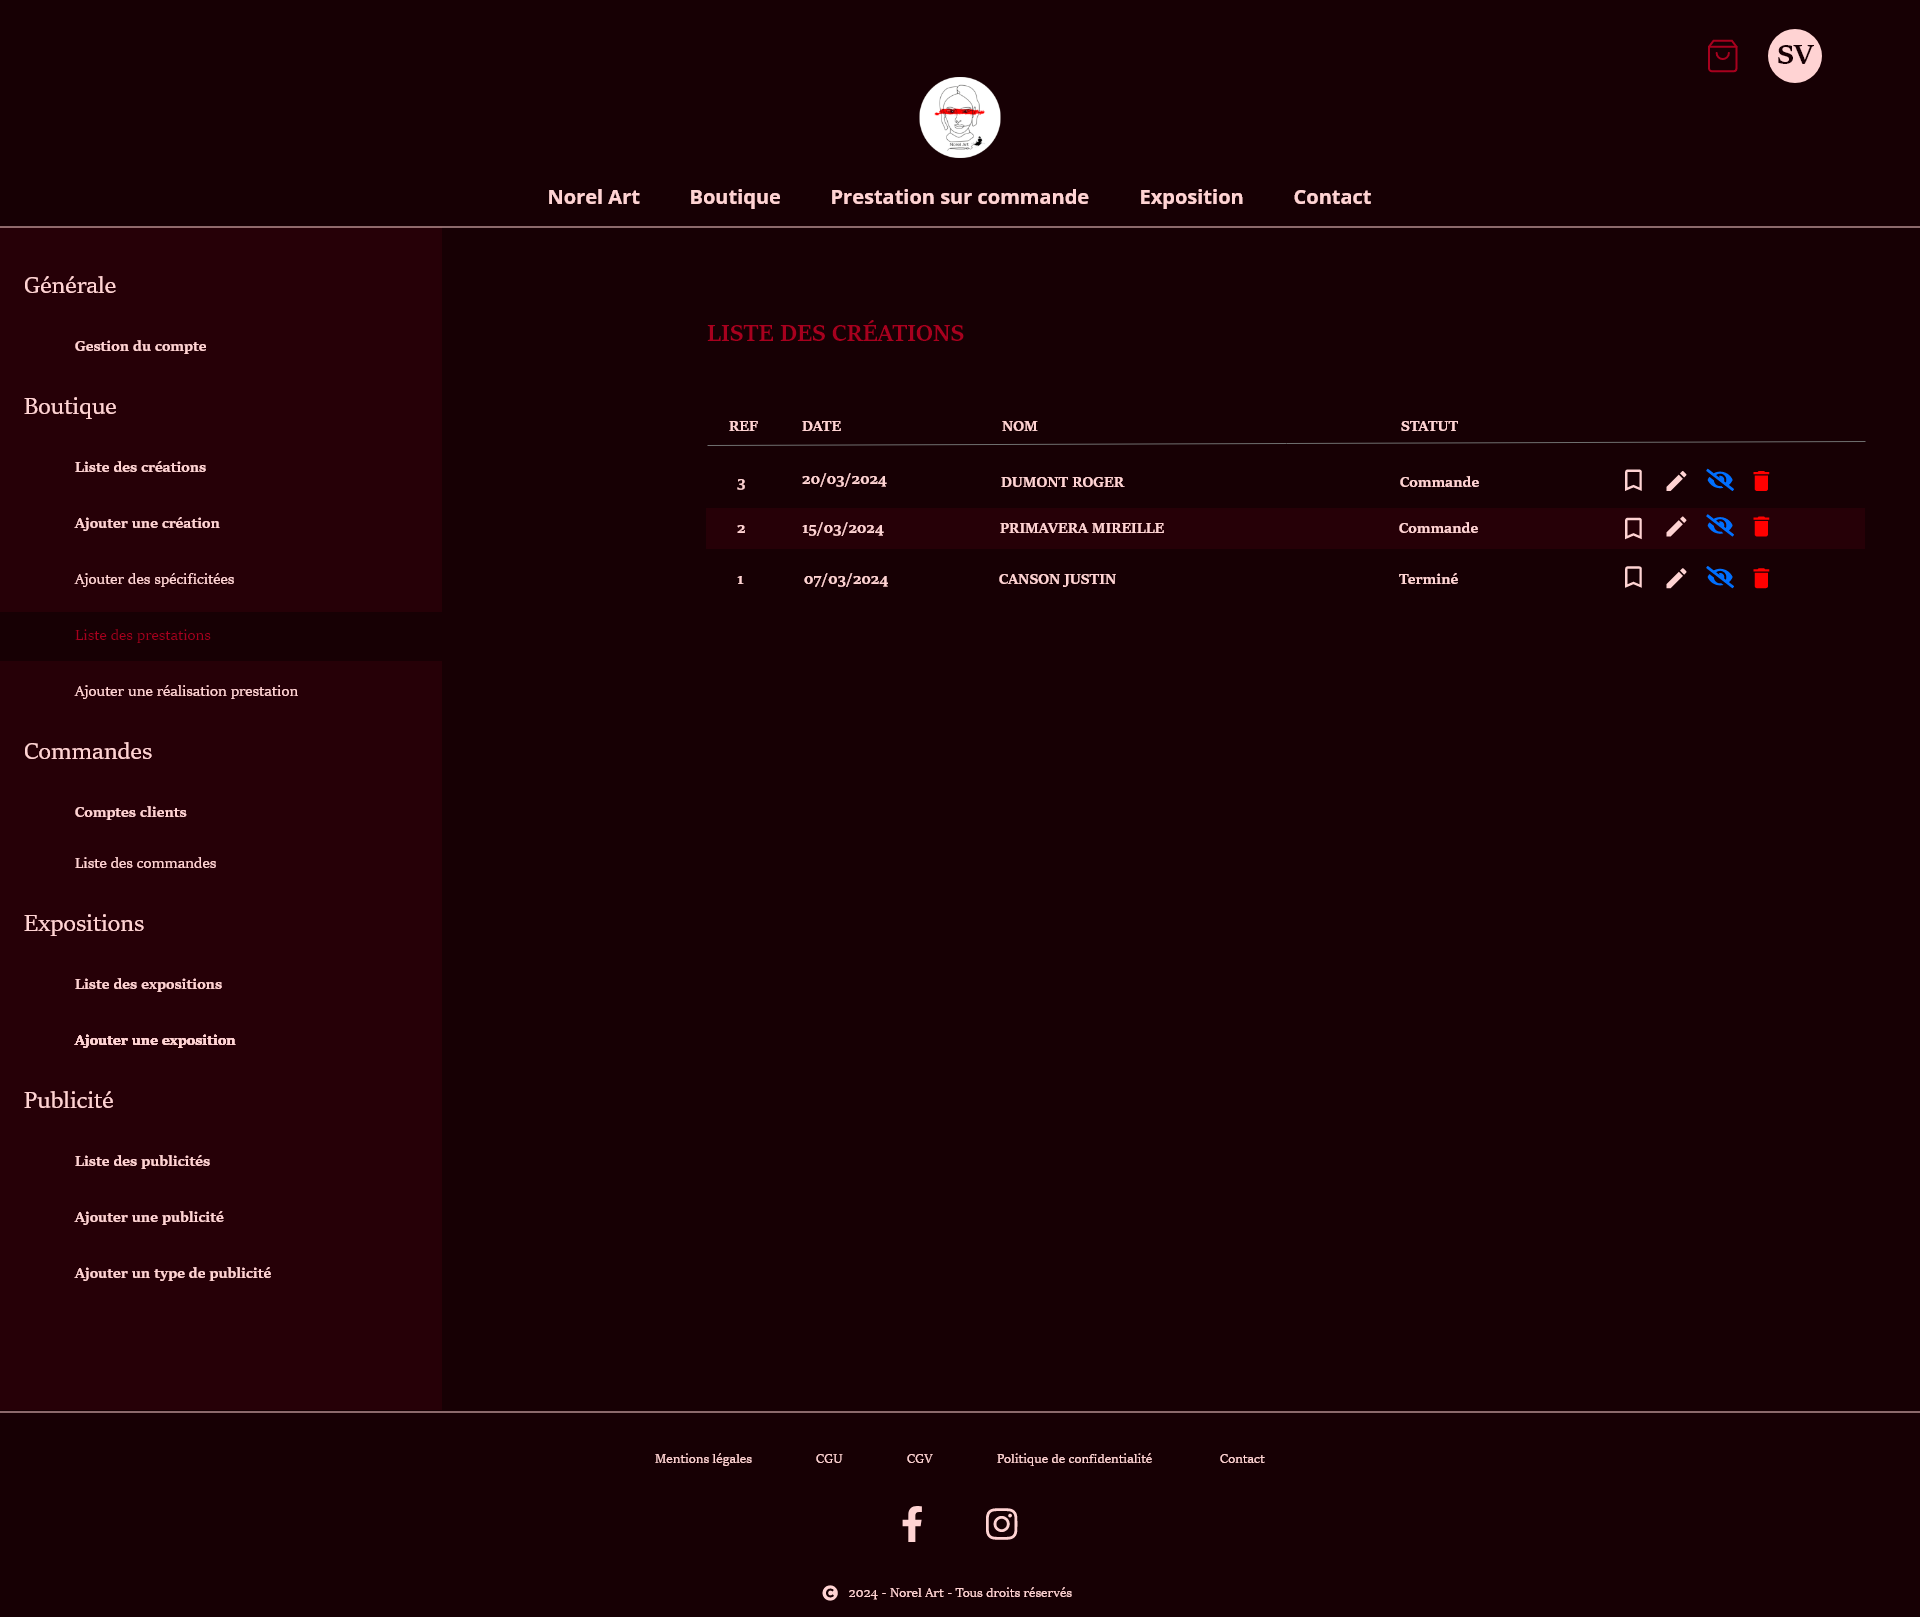 SV
Norel Art
Norel Art Boutique Prestation sur commande Exposition Contact
Générale
Gestion du compte
Boutique
Liste des créations
Ajouter une création
Ajouter des spécificitées
Liste des prestations
Ajouter une réalisation prestation
Commandes
Comptes clients
Liste des commandes
Expositions
Liste des expositions
Ajouter une exposition
Publicité
Liste des publicités
Ajouter une publicité
Ajouter un type de publicité
LISTE DES CRÉATIONS
REF DATE NOM STATUT
3 20/03/2024 DUMONT ROGER Commande
2 15/03/2024 PRIMAVERA MIREILLE Commande
1 07/03/2024 CANSON JUSTIN Terminé
Mentions légales CGU CGV Politique de confidentialité Contact
© 2024 - Norel Art - Tous droits réservés